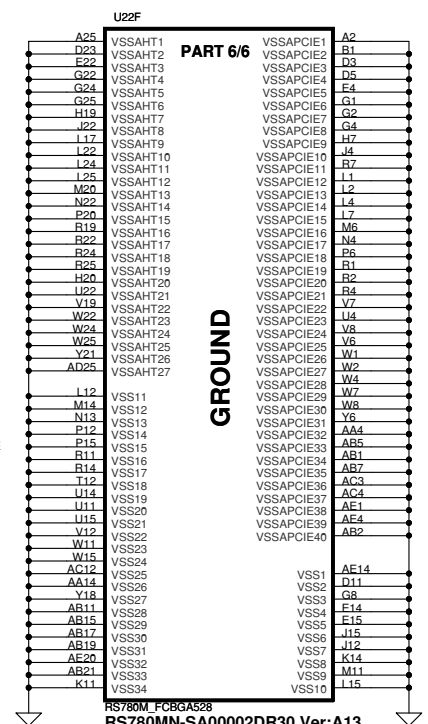 U22F
PART 6/6
A25 VSSAHT1 VSSAPCIE1 A2
D23 VSSAHT2 VSSAPCIE2 B1
E22 VSSAHT3 VSSAPCIE3 D3
G22 VSSAHT4 VSSAPCIE4 D5
G24 VSSAHT5 VSSAPCIE5 E4
G25 VSSAHT6 VSSAPCIE6 G1
H19 VSSAHT7 VSSAPCIE7 G2
J22 VSSAHT8 VSSAPCIE8 G4
L17 VSSAHT9 VSSAPCIE9 H7
L22 VSSAHT10 VSSAPCIE10 J4
L24 VSSAHT11 VSSAPCIE11 R7
L25 VSSAHT12 VSSAPCIE12 L1
M20 VSSAHT13 VSSAPCIE13 L2
N22 VSSAHT14 VSSAPCIE14 L4
P20 VSSAHT15 VSSAPCIE15 L7
R19 VSSAHT16 VSSAPCIE16 M6
R22 VSSAHT17 VSSAPCIE17 N4
R24 VSSAHT18 VSSAPCIE18 P6
R25 VSSAHT19 VSSAPCIE19 R1
H20 VSSAHT20 VSSAPCIE20 R2
U22 VSSAHT21 VSSAPCIE21 R4
V19 VSSAHT22 VSSAPCIE22 V7
W22 VSSAHT23 VSSAPCIE23 U4
W24 VSSAHT24 VSSAPCIE24 V8
W25 VSSAHT25 VSSAPCIE25 V6
Y21 VSSAHT26 VSSAPCIE26 W1
AD25 VSSAHT27 VSSAPCIE27 W2
VSSAPCIE28 W4
L12 VSS11 VSSAPCIE29 W7
M14 VSS12 VSSAPCIE30 W8
N13 VSS13 VSSAPCIE31 Y6
P12 VSS14 VSSAPCIE32 AA4
P15 VSS15 VSSAPCIE33 AB5
R11 VSS16 VSSAPCIE34 AB1
R14 VSS17 VSSAPCIE35 AB7
T12 VSS18 VSSAPCIE36 AC3
U14 VSS19 VSSAPCIE37 AC4
U11 VSS20 VSSAPCIE38 AE1
U15 VSS21 VSSAPCIE39 AE4
V12 VSS22 VSSAPCIE40 AB2
W11 VSS23
W15 VSS24
AC12 VSS25 VSS1 AE14
AA14 VSS26 VSS2 D11
Y18 VSS27 VSS3 G8
AB11 VSS28 VSS4 E14
AB15 VSS29 VSS5 E15
AB17 VSS30 VSS6 J15
AB19 VSS31 VSS7 J12
AE20 VSS32 VSS8 K14
AB21 VSS33 VSS9 M11
K11 VSS34 VSS10 L15
GROUND
RS780M_FCBGA528
RS780MN-SA00002DR30 Ver:A13